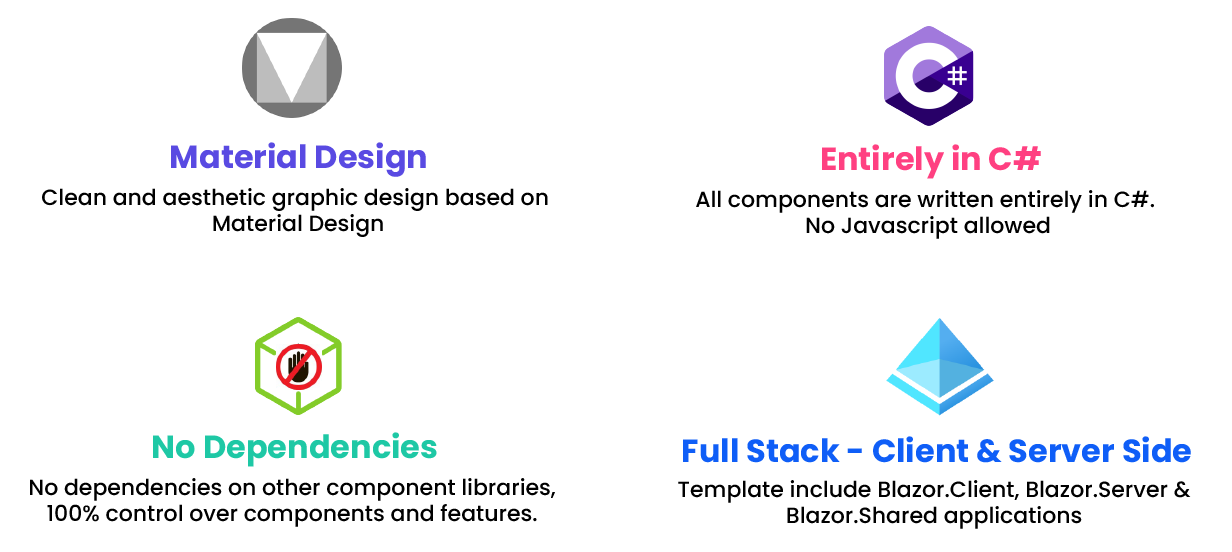 Material Design
Clean and aesthetic graphic design based on
Material Design
C#
Entirely in C#
All components are written entirely in C#.
No Javascript allowed
No Dependencies
No dependencies on other component libraries,
100% control over components and features.
Full Stack - Client & Server Side
Template include Blazor.Client, Blazor.Server &
Blazor.Shared applications